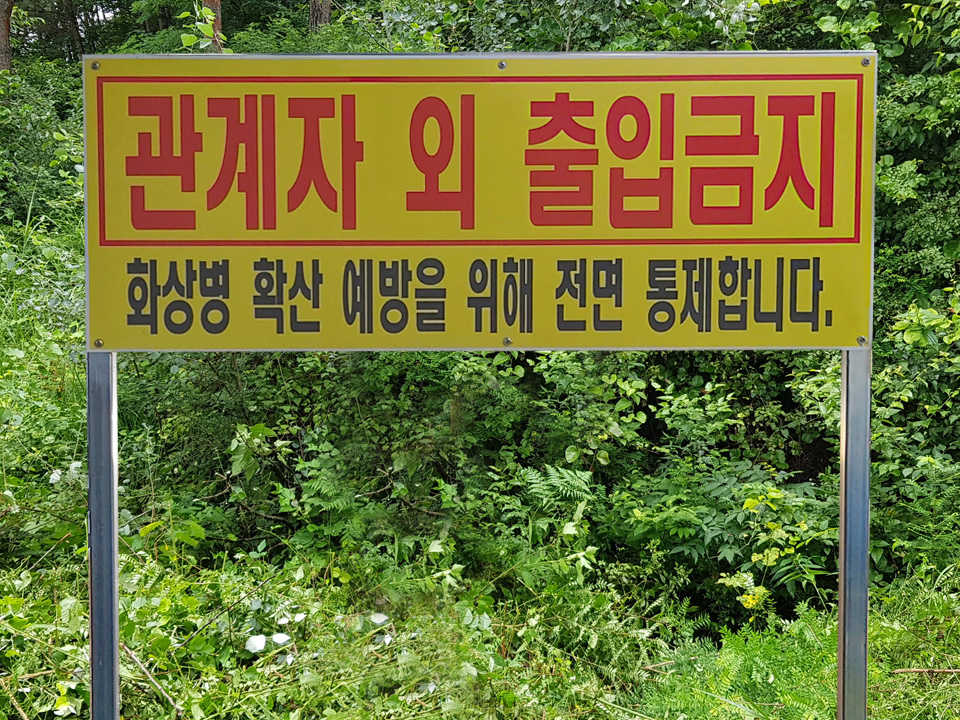 관계자 외 출입금지
화상병 확산 예방을 위해 전면 통제합니다.